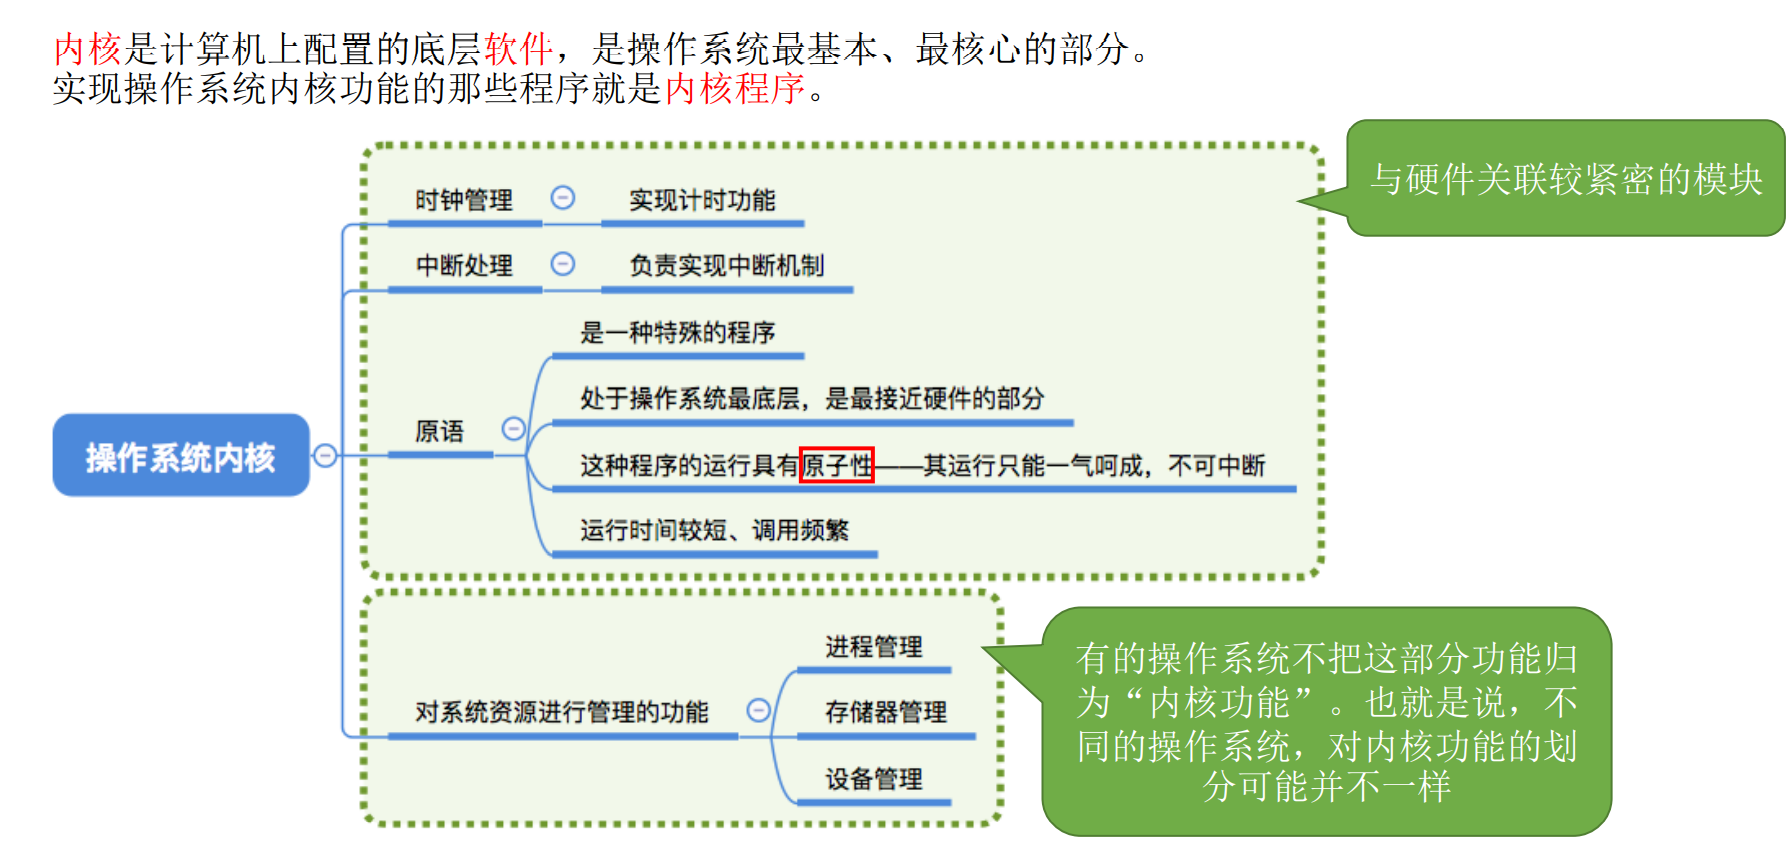 内核是计算机上配置的底层软件，是操作系统最基本、最核心的部分。
实现操作系统内核功能的那些程序就是内核程序。
与硬件关联较紧密的模块
时钟管理
实现计时功能
中断处理
负责实现中断机制
是一种特殊的程序
处于操作系统最底层，是最接近硬件的部分
原语
操作系统内核
这种程序的运行具有原子性——其运行只能一气呵成，不可中断
运行时间较短、调用频繁
进程管理
对系统资源进行管理的功能
存储器管理
设备管理
有的操作系统不把这部分功能归
为“内核功能”。也就是说，不
同的操作系统，对内核功能的划
分可能并不一样